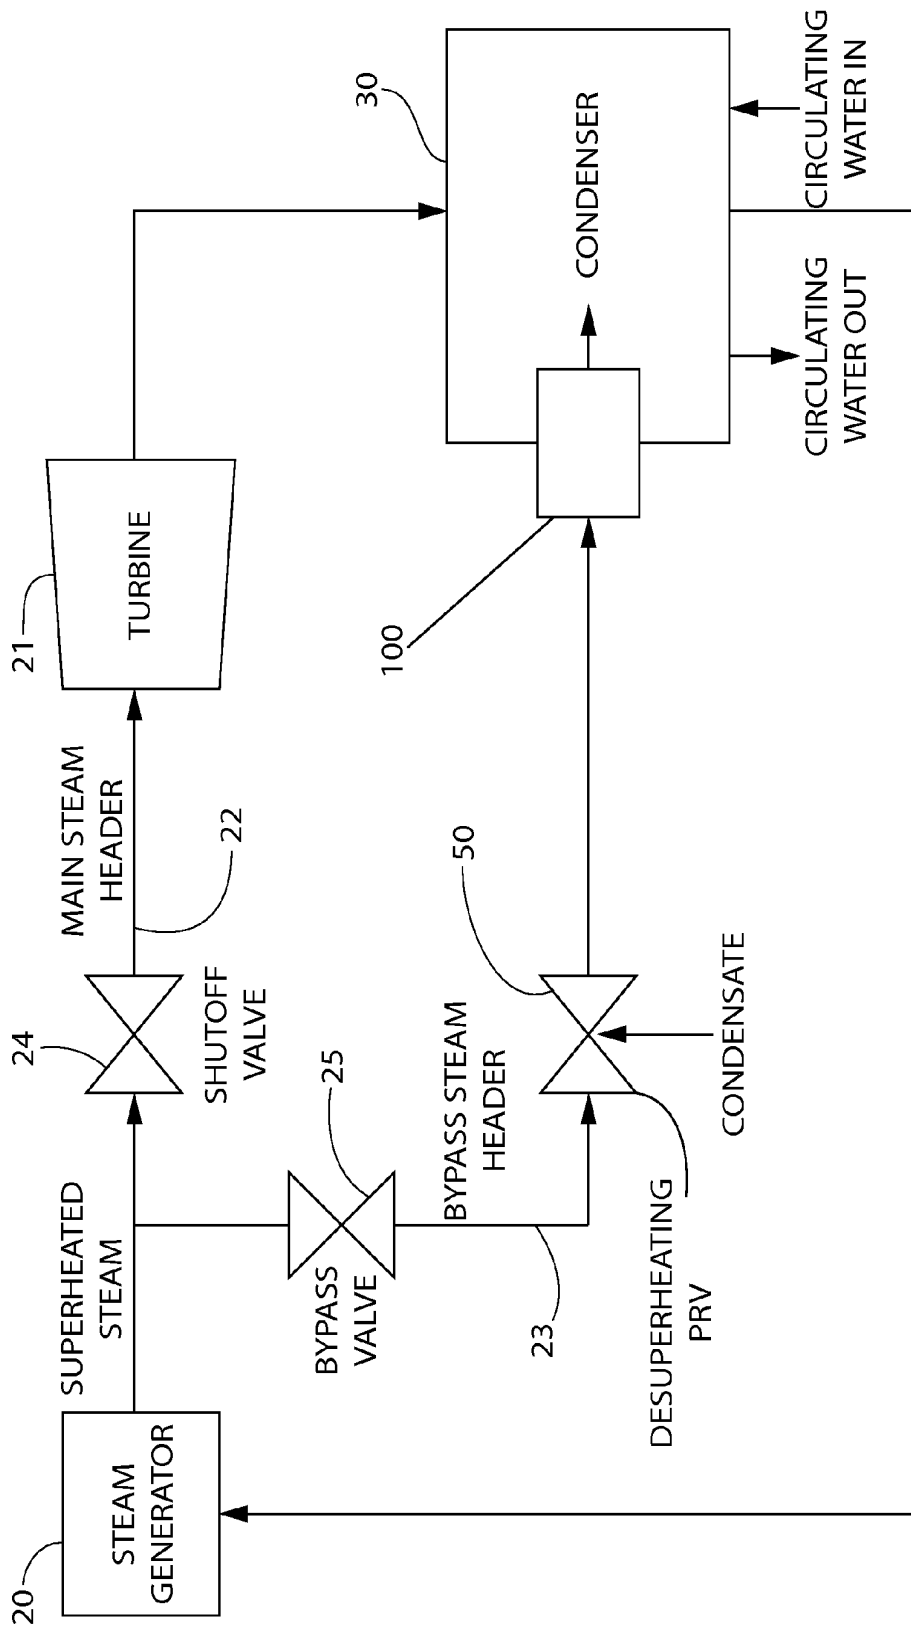 20
STEAM
GENERATOR
SUPERHEATED
STEAM
24
SHUTOFF
VALVE
MAIN STEAM
HEADER
22
21
TURBINE
BYPASS
VALVE
25
BYPASS STEAM
HEADER
23
50
DESUPERHEATING
PRV
CONDENSATE
100
30
CONDENSER
CIRCULATING
WATER OUT
CIRCULATING
WATER IN